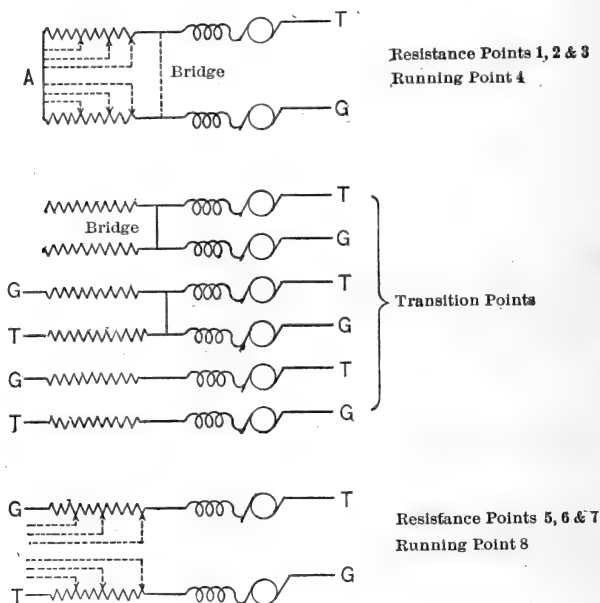 T
Resistance Points 1, 2 & 3
A
Bridge
Running Point 4
G
T
Bridge
G
G
T
Transition Points
T
G
G
T
T
G
G
T
Resistance Points 5, 6 & 7
Running Point 8
T
G